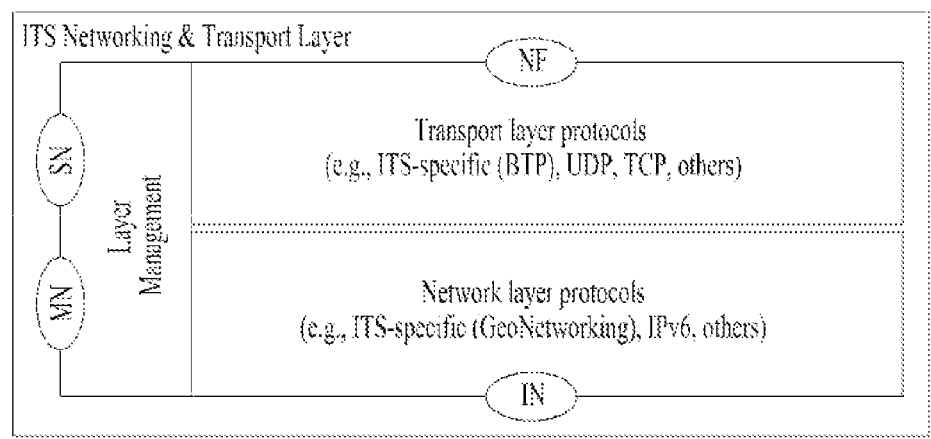 ITS Networking & Transport Layer
NF
Transport layer protocols
(e.g., ITS-specific (BTP), UDP, TCP, others)
SN
Layer
Management
MN
Network layer protocols
(e.g., ITS-specific (GeoNetworking), IPv6, others)
IN